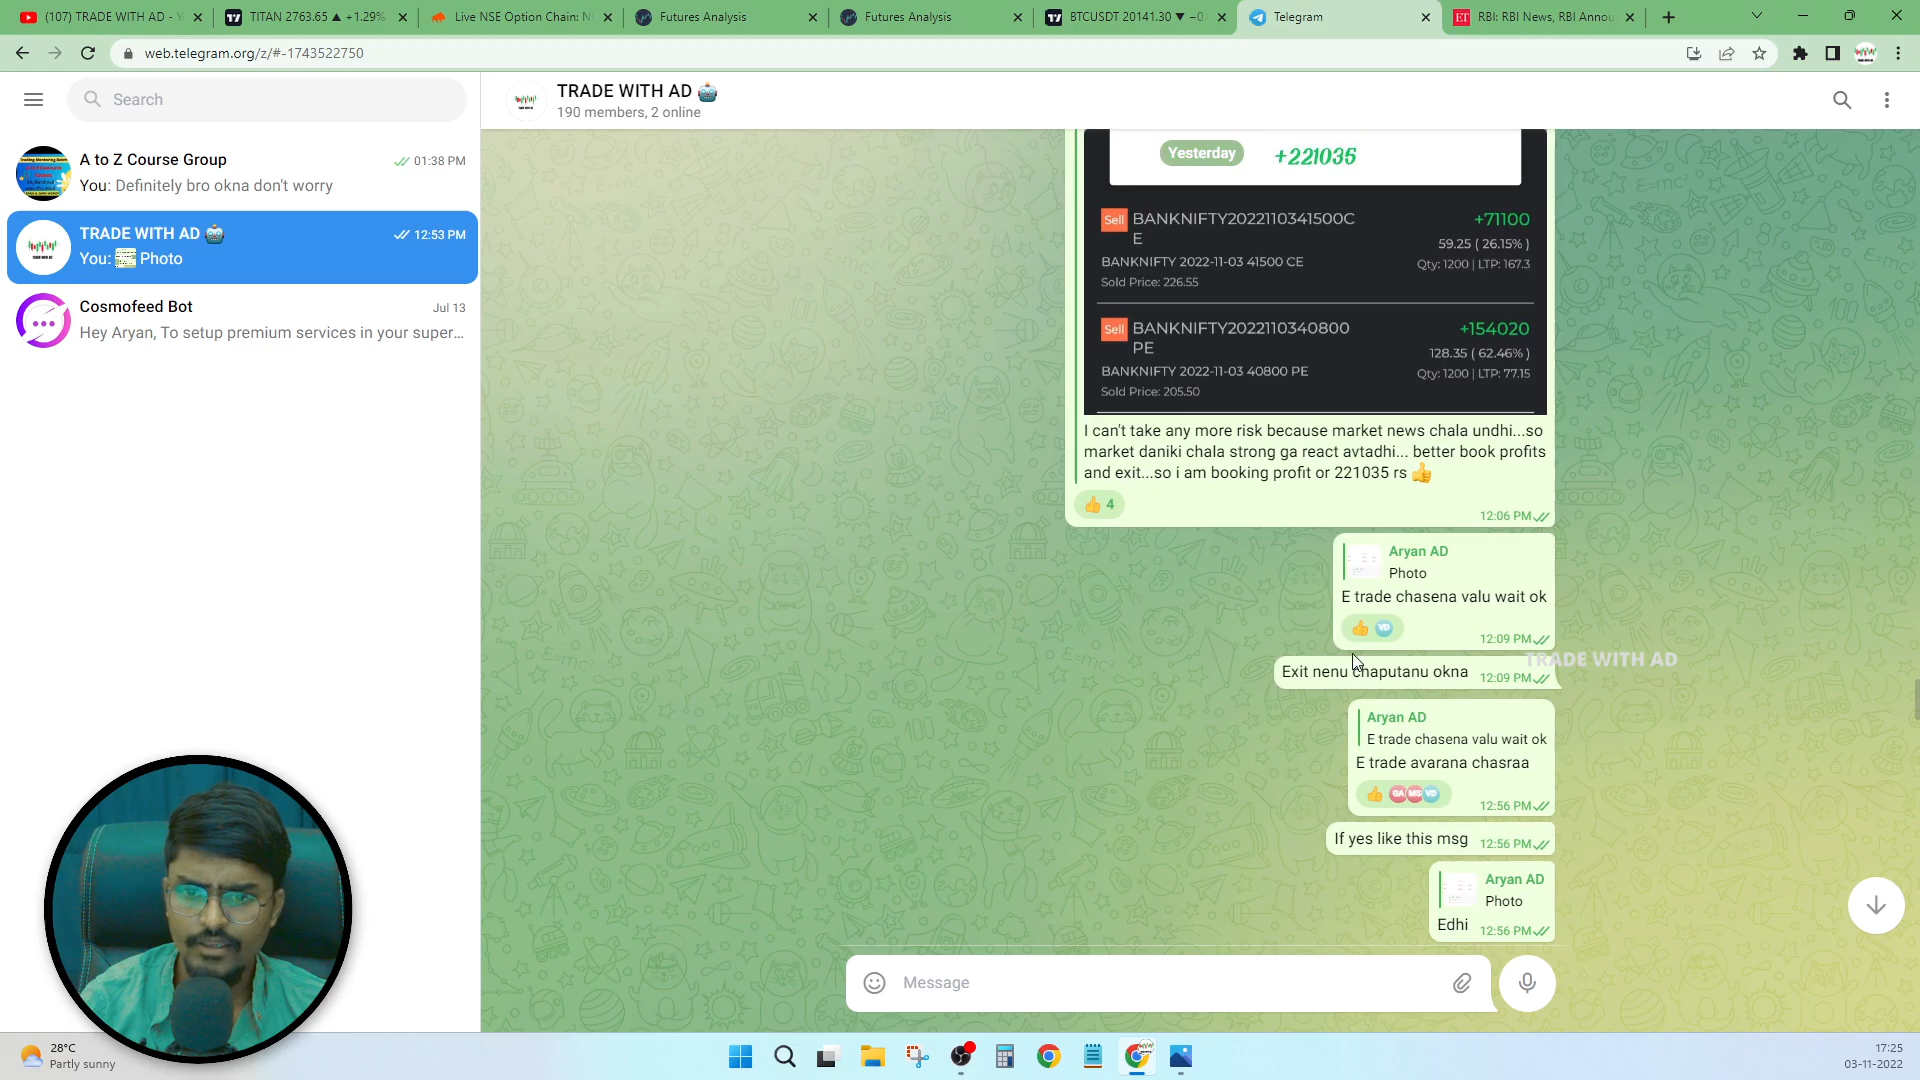 (107) TRADE WITH AD - Y
TITAN 2763.65 ▲ +1.29%
Live NSE Option Chain: N
Futures Analysis
Futures Analysis
BTCUSDT 20141.30 ▼ −0.
Telegram
RBI: RBI News, RBI Annou
web.telegram.org/z/#-1743522750
Search
TRADE WITH AD 🤖
190 members, 2 online
A to Z Course Group
01:38 PM
You: Definitely bro okna don't worry
TRADE WITH AD 🤖
12:53 PM
You: Photo
Cosmofeed Bot
Jul 13
Hey Aryan, To setup premium services in your super...
Yesterday
+221035
Sell BANKNIFTY2022110341500C
E
+71100
59.25 ( 26.15% )
BANKNIFTY 2022-11-03 41500 CE
Qty: 1200 | LTP: 167.3
Sold Price: 226.55
Sell BANKNIFTY2022110340800
PE
+154020
128.35 ( 62.46% )
BANKNIFTY 2022-11-03 40800 PE
Qty: 1200 | LTP: 77.15
Sold Price: 205.50
I can't take any more risk because market news chala undhi...so
market daniki chala strong ga react avtadhi... better book profits
and exit...so i am booking profit or 221035 rs 👍
👍 4
12:06 PM
Aryan AD
Photo
E trade chasena valu wait ok
👍 VD
12:09 PM
Exit nenu chaputanu okna
12:09 PM
TRADE WITH AD
Aryan AD
E trade chasena valu wait ok
E trade avarana chasraa
👍 GA MS VD
12:56 PM
If yes like this msg
12:56 PM
Aryan AD
Photo
Edhi
12:56 PM
Message
28°C
Partly sunny
17:25
03-11-2022